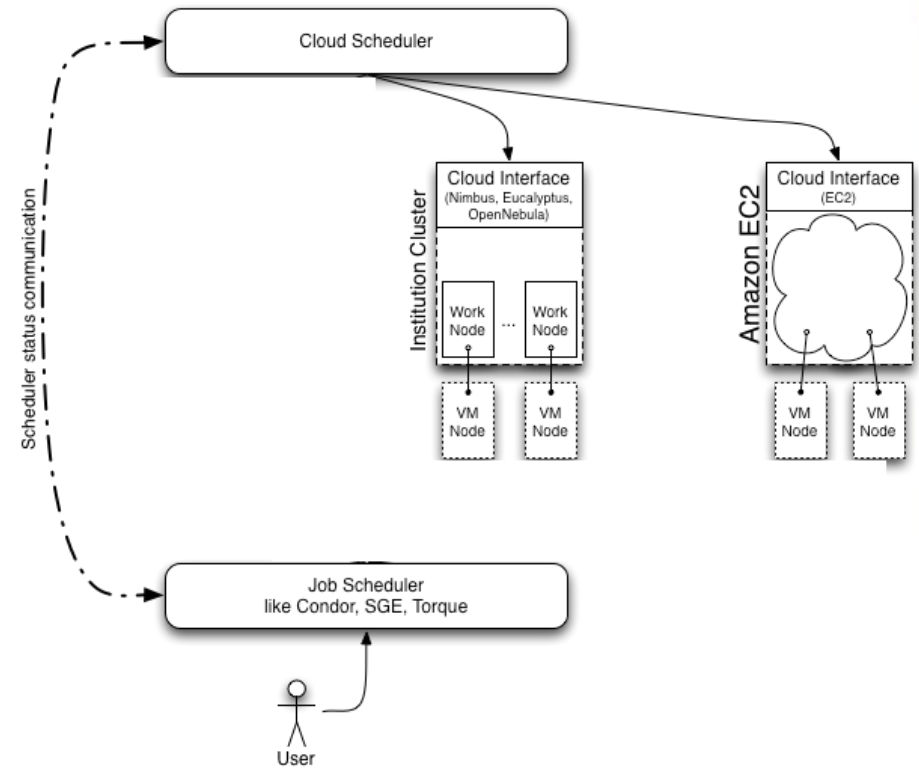 Cloud Scheduler
Scheduler status communication
Institution Cluster
Cloud Interface
(Nimbus, Eucalyptus,
OpenNebula)
Work
Node
...
Work
Node
VM
Node
VM
Node
Amazon EC2
Cloud Interface
(EC2)
VM
Node
VM
Node
Job Scheduler
like Condor, SGE, Torque
User